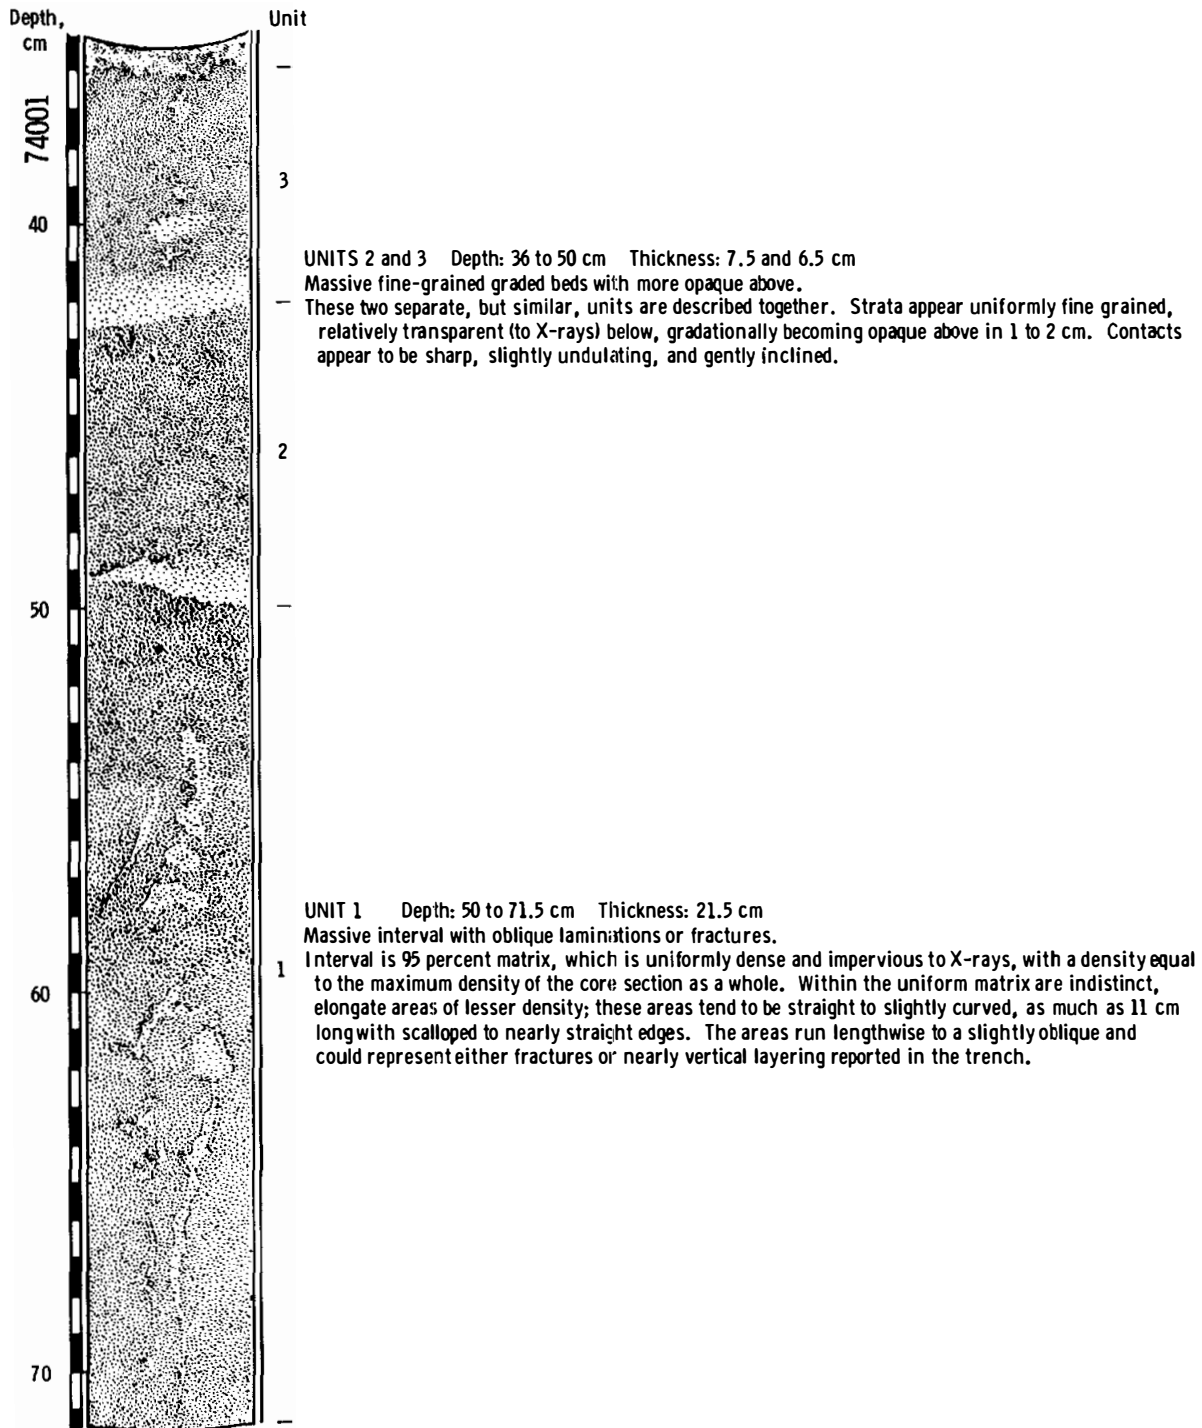 Depth,
cm
Unit
74001
3
40
UNITS 2 and 3 Depth: 36 to 50 cm Thickness: 7.5 and 6.5 cm
Massive fine-grained graded beds with more opaque above.
These two separate, but similar, units are described together. Strata appear uniformly fine grained,
relatively transparent (to X-rays) below, gradationally becoming opaque above in 1 to 2 cm. Contacts
appear to be sharp, slightly undulating, and gently inclined.
2
50
UNIT 1 Depth: 50 to 71.5 cm Thickness: 21.5 cm
Massive interval with oblique laminations or fractures.
1
Interval is 95 percent matrix, which is uniformly dense and impervious to X-rays, with a density equal
to the maximum density of the core section as a whole. Within the uniform matrix are indistinct,
elongate areas of lesser density; these areas tend to be straight to slightly curved, as much as 11 cm
long with scalloped to nearly straight edges. The areas run lengthwise to a slightly oblique and
could represent either fractures or nearly vertical layering reported in the trench.
60
70